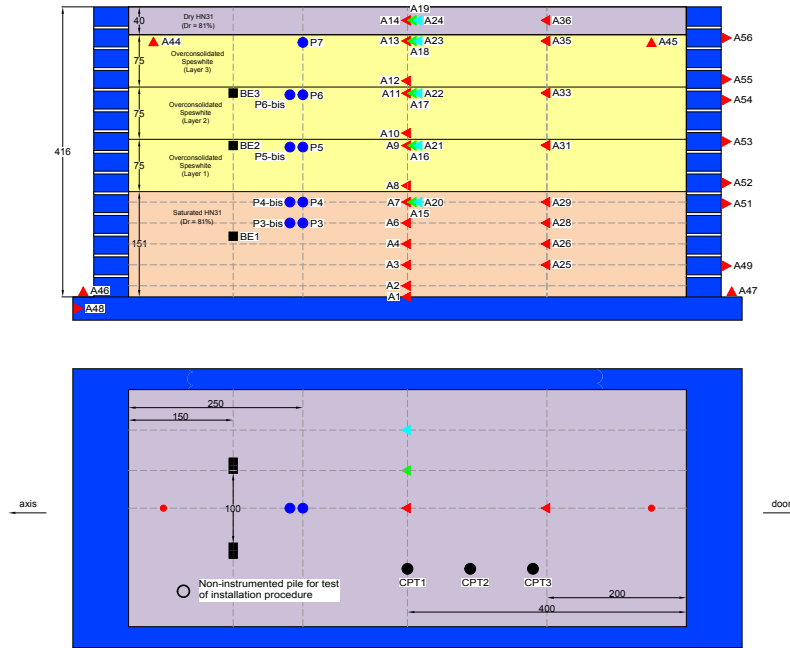 A19
40
Dry HN31
(Dr = 81%)
A14
A24
A36
A44
P7
A13
A23
A35
A45
A56
A18
75
Overconsolidated
Speswhite
(Layer 3)
A12
A55
BE3
P6
A11
A22
A33
A54
P6-bis
A17
75
Overconsolidated
Speswhite
(Layer 2)
A10
416
BE2
P5
A9
A21
A31
A53
P5-bis
A16
75
Overconsolidated
Speswhite
(Layer 1)
A8
A52
P4-bis
P4
A7
A20
A29
A51
A15
Saturated HN31
(Dr = 81%)
P3-bis
P3
A6
A28
BE1
151
A4
A26
A3
A25
A49
A2
A46
A1
A47
A48
250
150
axis
100
door
Non-instrumented pile for test
of installation procedure
CPT1
CPT2
CPT3
200
400